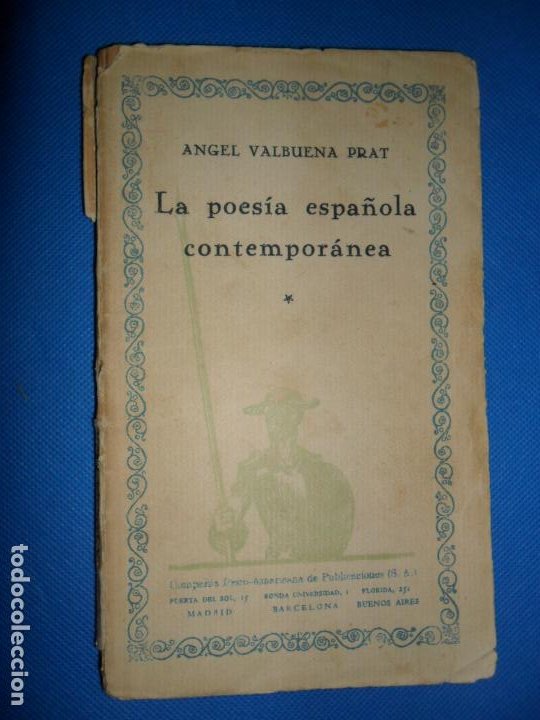 ANGEL VALBUENA PRAT
La poesía española
contemporánea
Compañía Ibero-Americana de Publicaciones (S. A.)
PUERTA DEL SOL, 15 RONDA UNIVERSIDAD, 1 FLORIDA, 251
MADRID BARCELONA BUENOS AIRES
todocoleccion.net